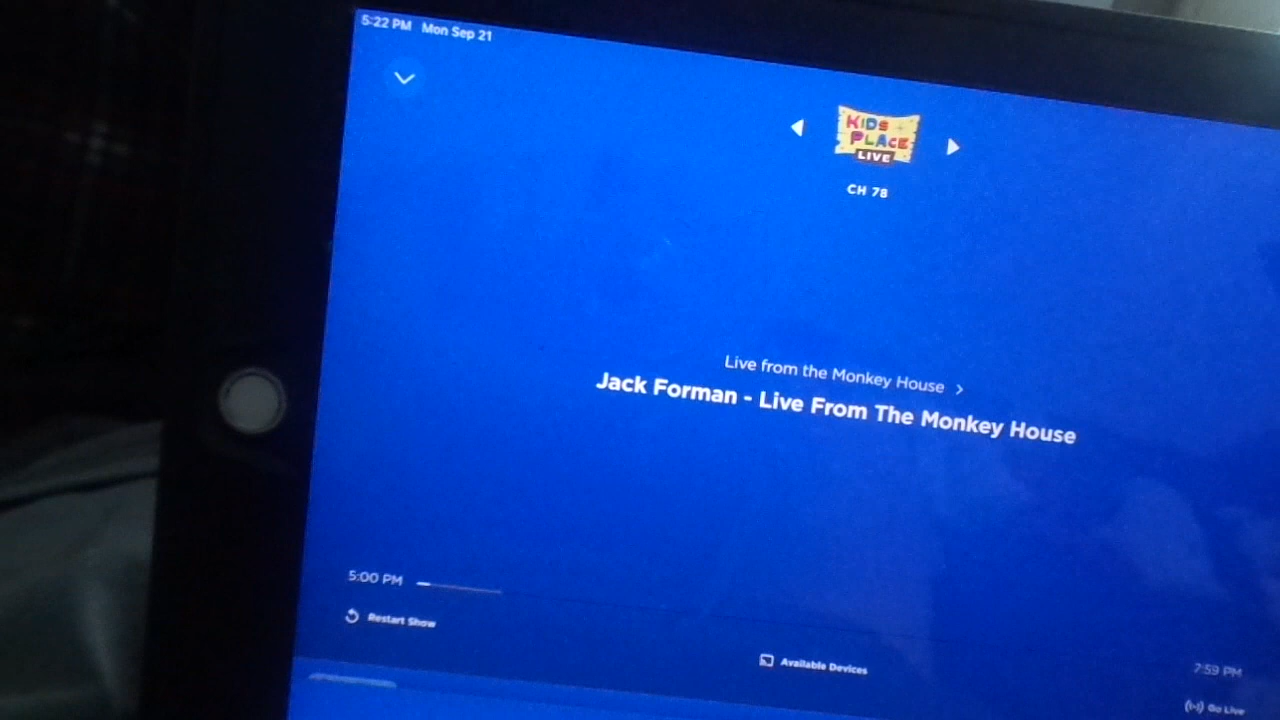 5:22 PM Mon Sep 21
KIDS
PLACE
LIVE
CH 78
Live from the Monkey House
Jack Forman - Live From The Monkey House
5:00 PM
Restart Show
Available Devices
7:59 PM
Go Live